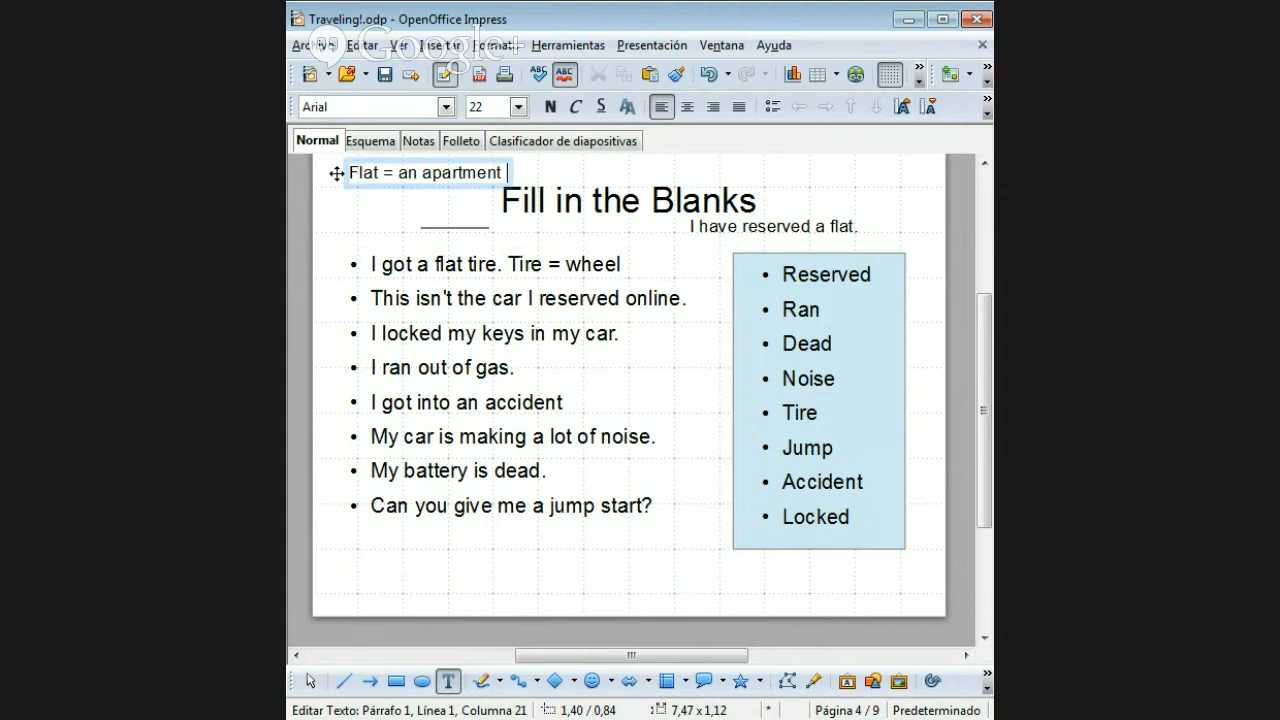 Traveling!.odp - OpenOffice Impress
Archivo Editar Ver Insertar Formato Herramientas Presentación Ventana Ayuda
Google+
Arial 22 N C S
Normal Esquema Notas Folleto Clasificador de diapositivas
Flat = an apartment
Fill in the Blanks
I have reserved a flat.
• I got a flat tire. Tire = wheel
• This isn't the car I reserved online.
• I locked my keys in my car.
• I ran out of gas.
• I got into an accident
• My car is making a lot of noise.
• My battery is dead.
• Can you give me a jump start?
• Reserved
• Ran
• Dead
• Noise
• Tire
• Jump
• Accident
• Locked
Editar Texto: Párrafo 1, Línea 1, Columna 21 1,40 / 0,84 7,47 x 1,12 * Página 4 / 9 Predeterminado